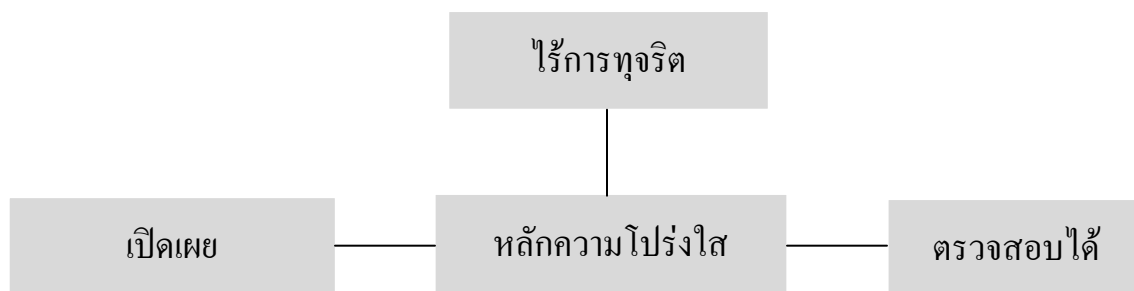 ไร้การทุจริต
เปิดเผย
หลักความโปร่งใส
ตรวจสอบได้